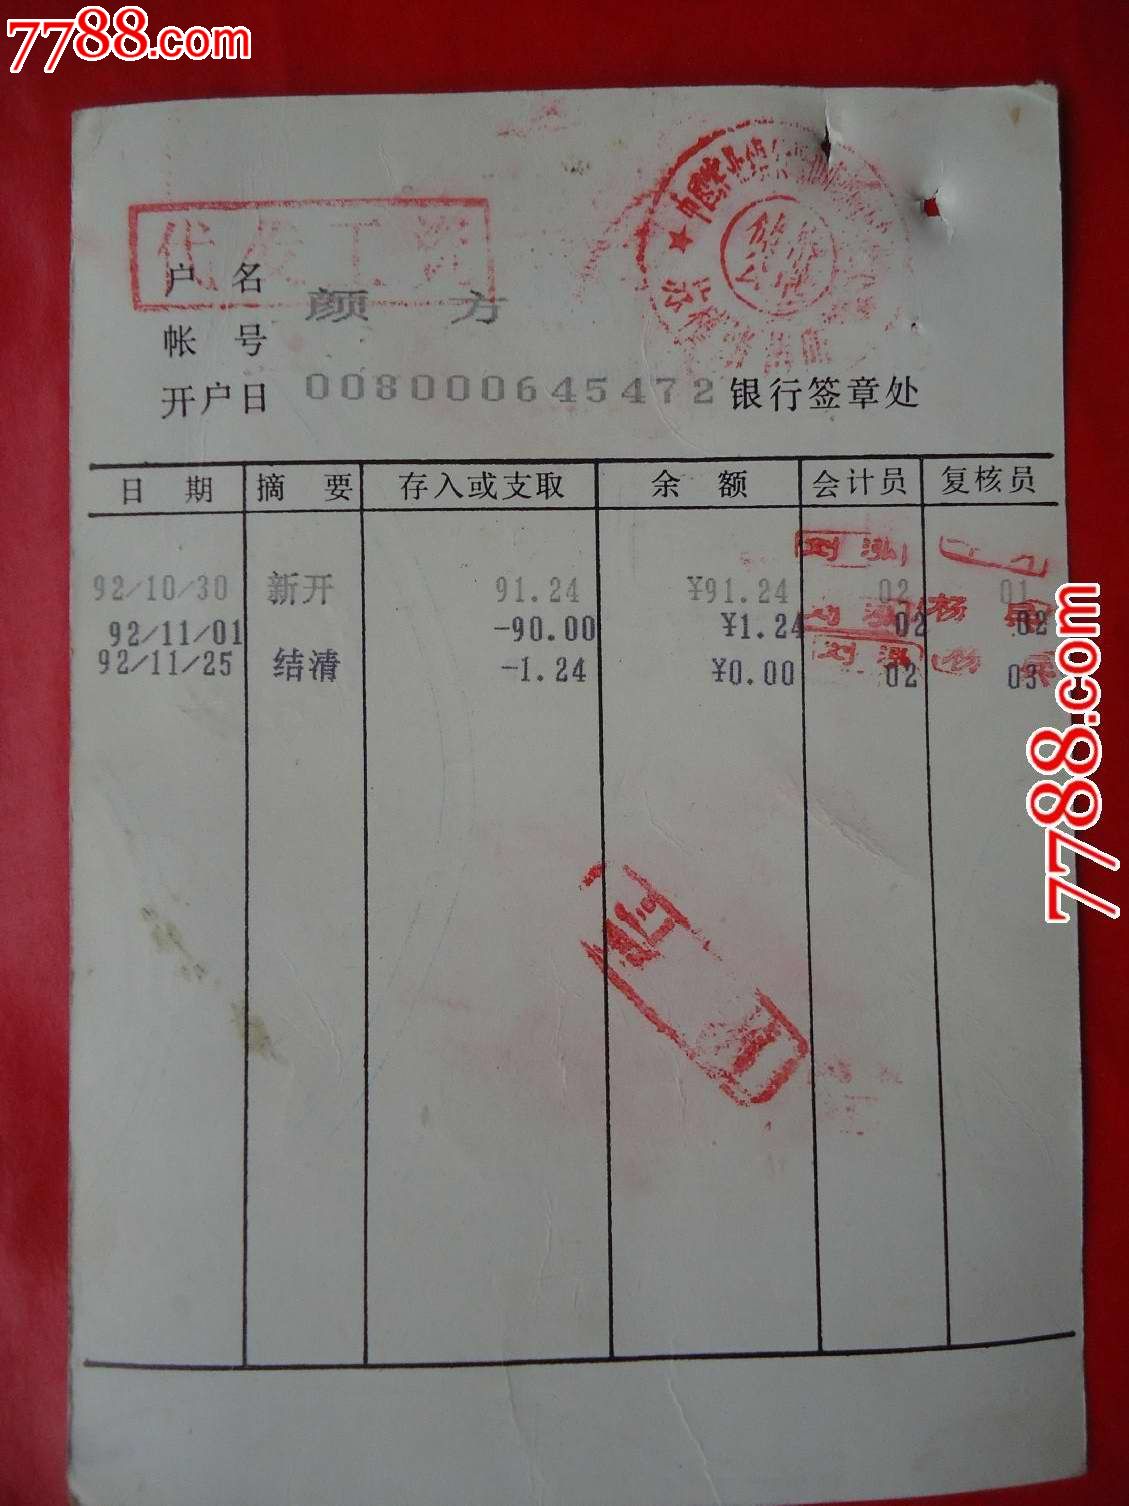 7788.com
代发工资
户 名
颜 方
帐 号
开户日 008000645472 银行签章处
日 期 摘 要 存入或支取 余 额 会计员 复核员
92/10/30 新开 91.24 ¥91.24 02 01
92/11/01 -90.00 ¥1.24 02 02
92/11/25 结清 -1.24 ¥0.00 02 03
7788.com